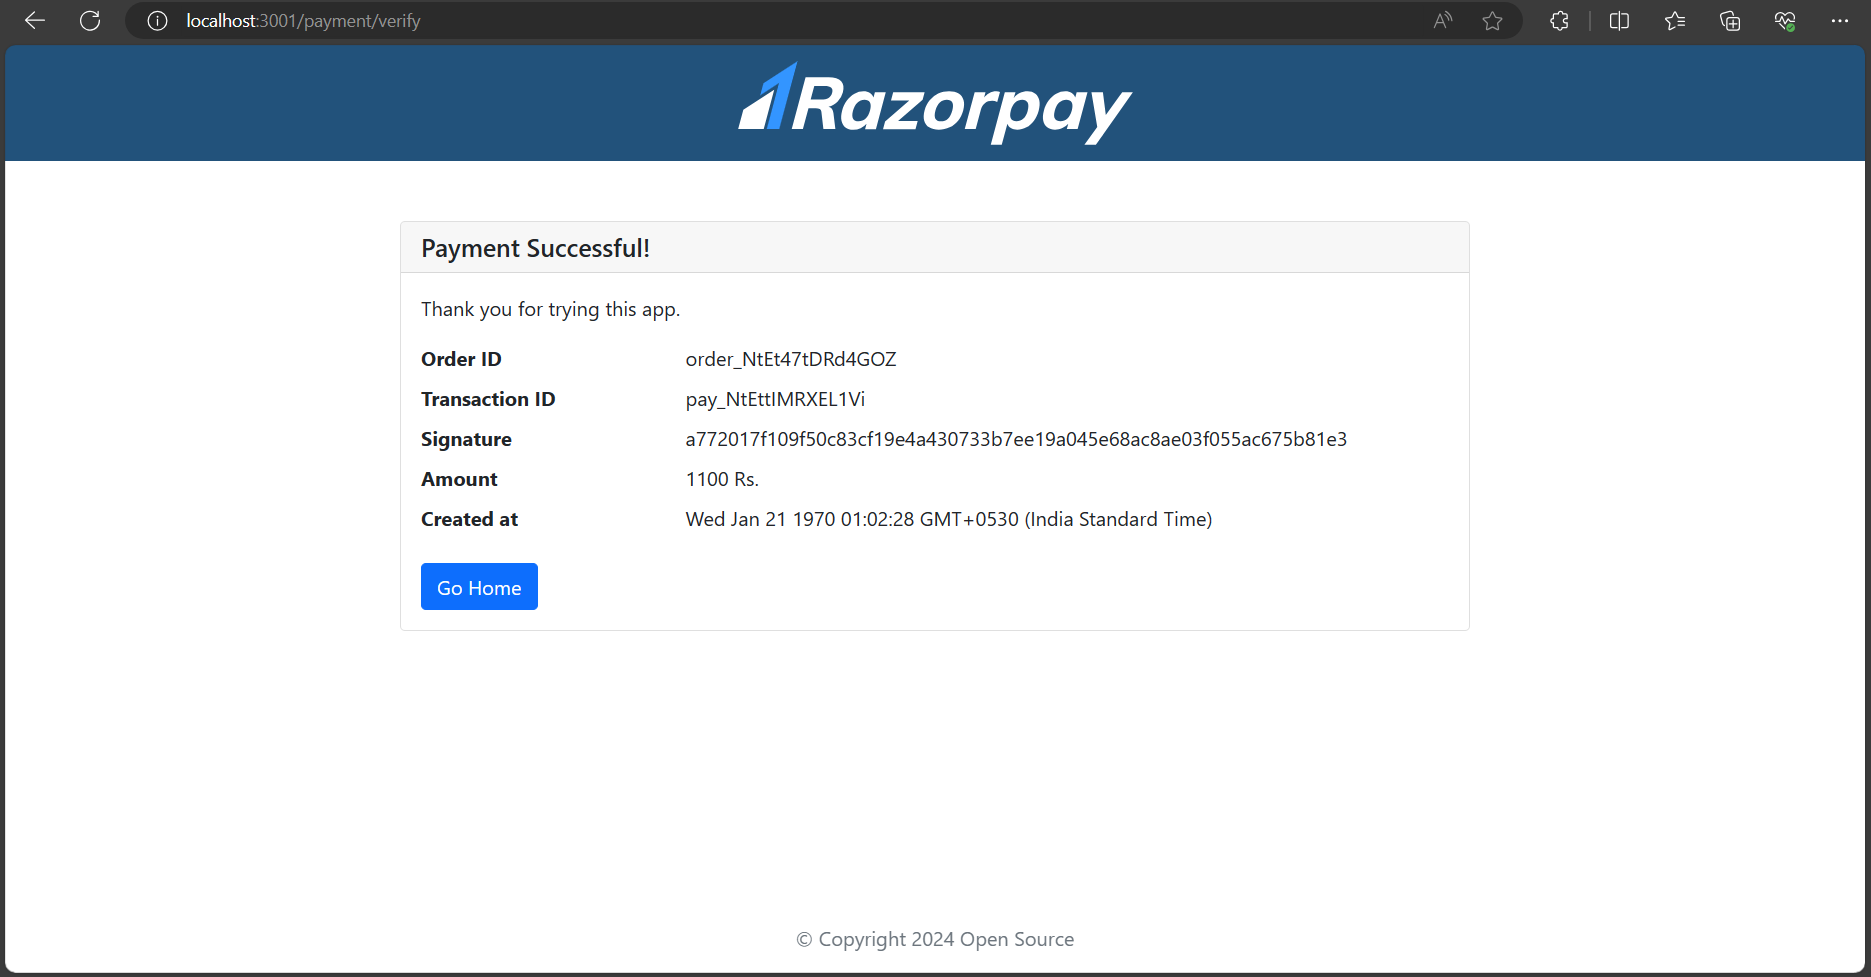 localhost:3001/payment/verify
Razorpay
Payment Successful!
Thank you for trying this app.
Order ID order_NtEt47tDRd4GOZ
Transaction ID pay_NtEttIMRXEL1Vi
Signature a772017f109f50c83cf19e4a430733b7ee19a045e68ac8ae03f055ac675b81e3
Amount 1100 Rs.
Created at Wed Jan 21 1970 01:02:28 GMT+0530 (India Standard Time)
Go Home
© Copyright 2024 Open Source